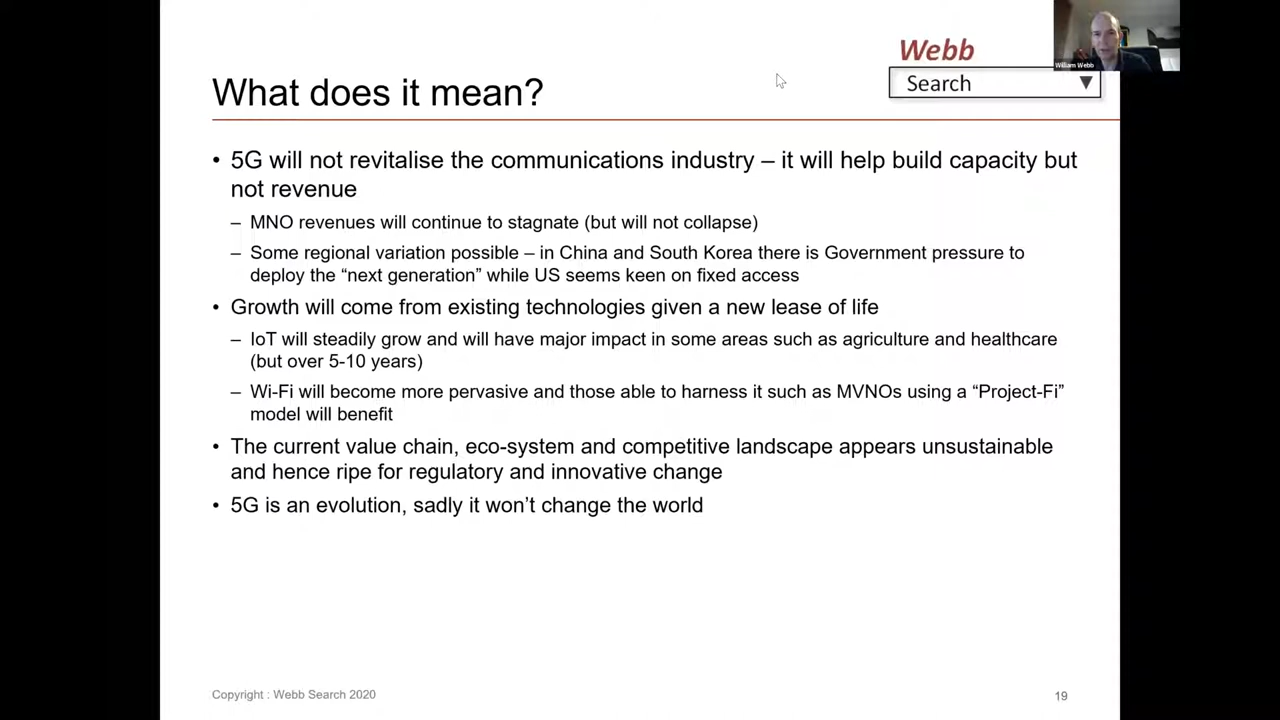 Webb
Search
William Webb
What does it mean?
• 5G will not revitalise the communications industry – it will help build capacity but
not revenue
– MNO revenues will continue to stagnate (but will not collapse)
– Some regional variation possible – in China and South Korea there is Government pressure to
deploy the “next generation” while US seems keen on fixed access
• Growth will come from existing technologies given a new lease of life
– IoT will steadily grow and will have major impact in some areas such as agriculture and healthcare
(but over 5-10 years)
– Wi-Fi will become more pervasive and those able to harness it such as MVNOs using a “Project-Fi”
model will benefit
• The current value chain, eco-system and competitive landscape appears unsustainable
and hence ripe for regulatory and innovative change
• 5G is an evolution, sadly it won’t change the world
Copyright : Webb Search 2020
19